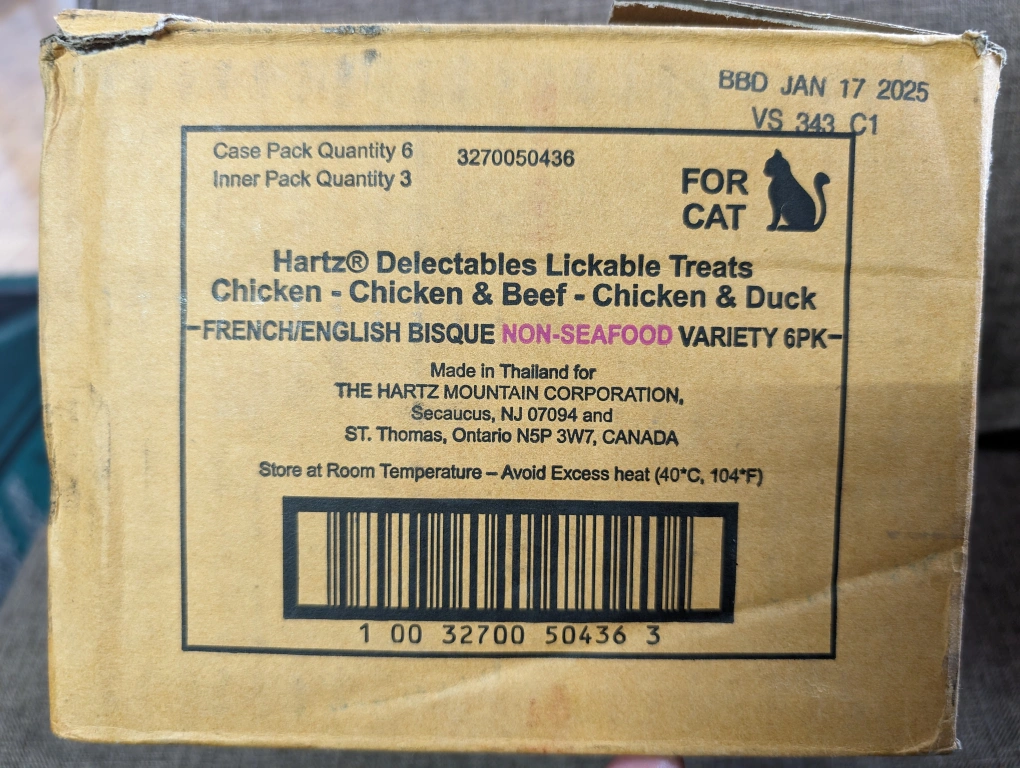 BBD JAN 17 2025
VS 343 C1
Case Pack Quantity 6 3270050436
Inner Pack Quantity 3
FOR
CAT
Hartz® Delectables Lickable Treats
Chicken - Chicken & Beef - Chicken & Duck
FRENCH/ENGLISH BISQUE NON-SEAFOOD VARIETY 6PK
Made in Thailand for
THE HARTZ MOUNTAIN CORPORATION,
Secaucus, NJ 07094 and
ST. Thomas, Ontario N5P 3W7, CANADA
Store at Room Temperature – Avoid Excess heat (40*C, 104*F)
1 00 32700 50436 3